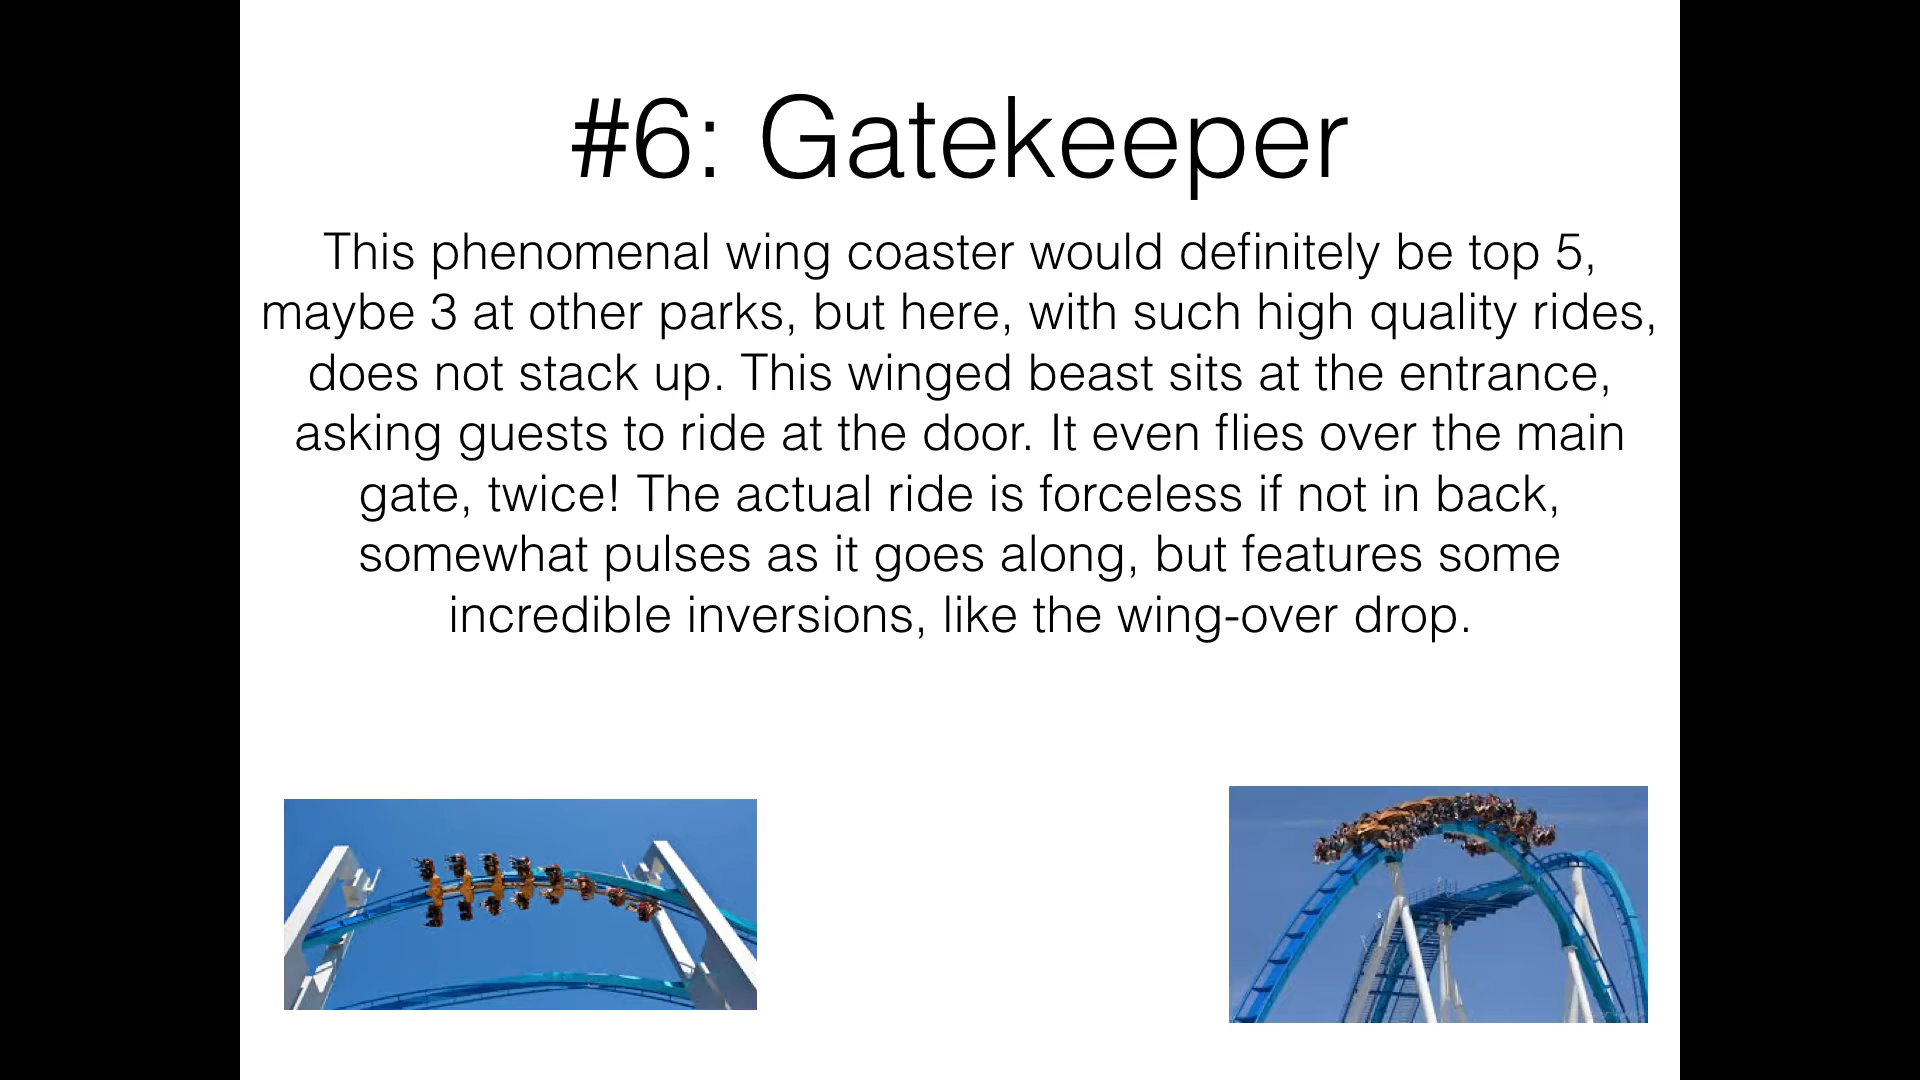 #6: Gatekeeper
This phenomenal wing coaster would definitely be top 5,
maybe 3 at other parks, but here, with such high quality rides,
does not stack up. This winged beast sits at the entrance,
asking guests to ride at the door. It even flies over the main
gate, twice! The actual ride is forceless if not in back,
somewhat pulses as it goes along, but features some
incredible inversions, like the wing-over drop.